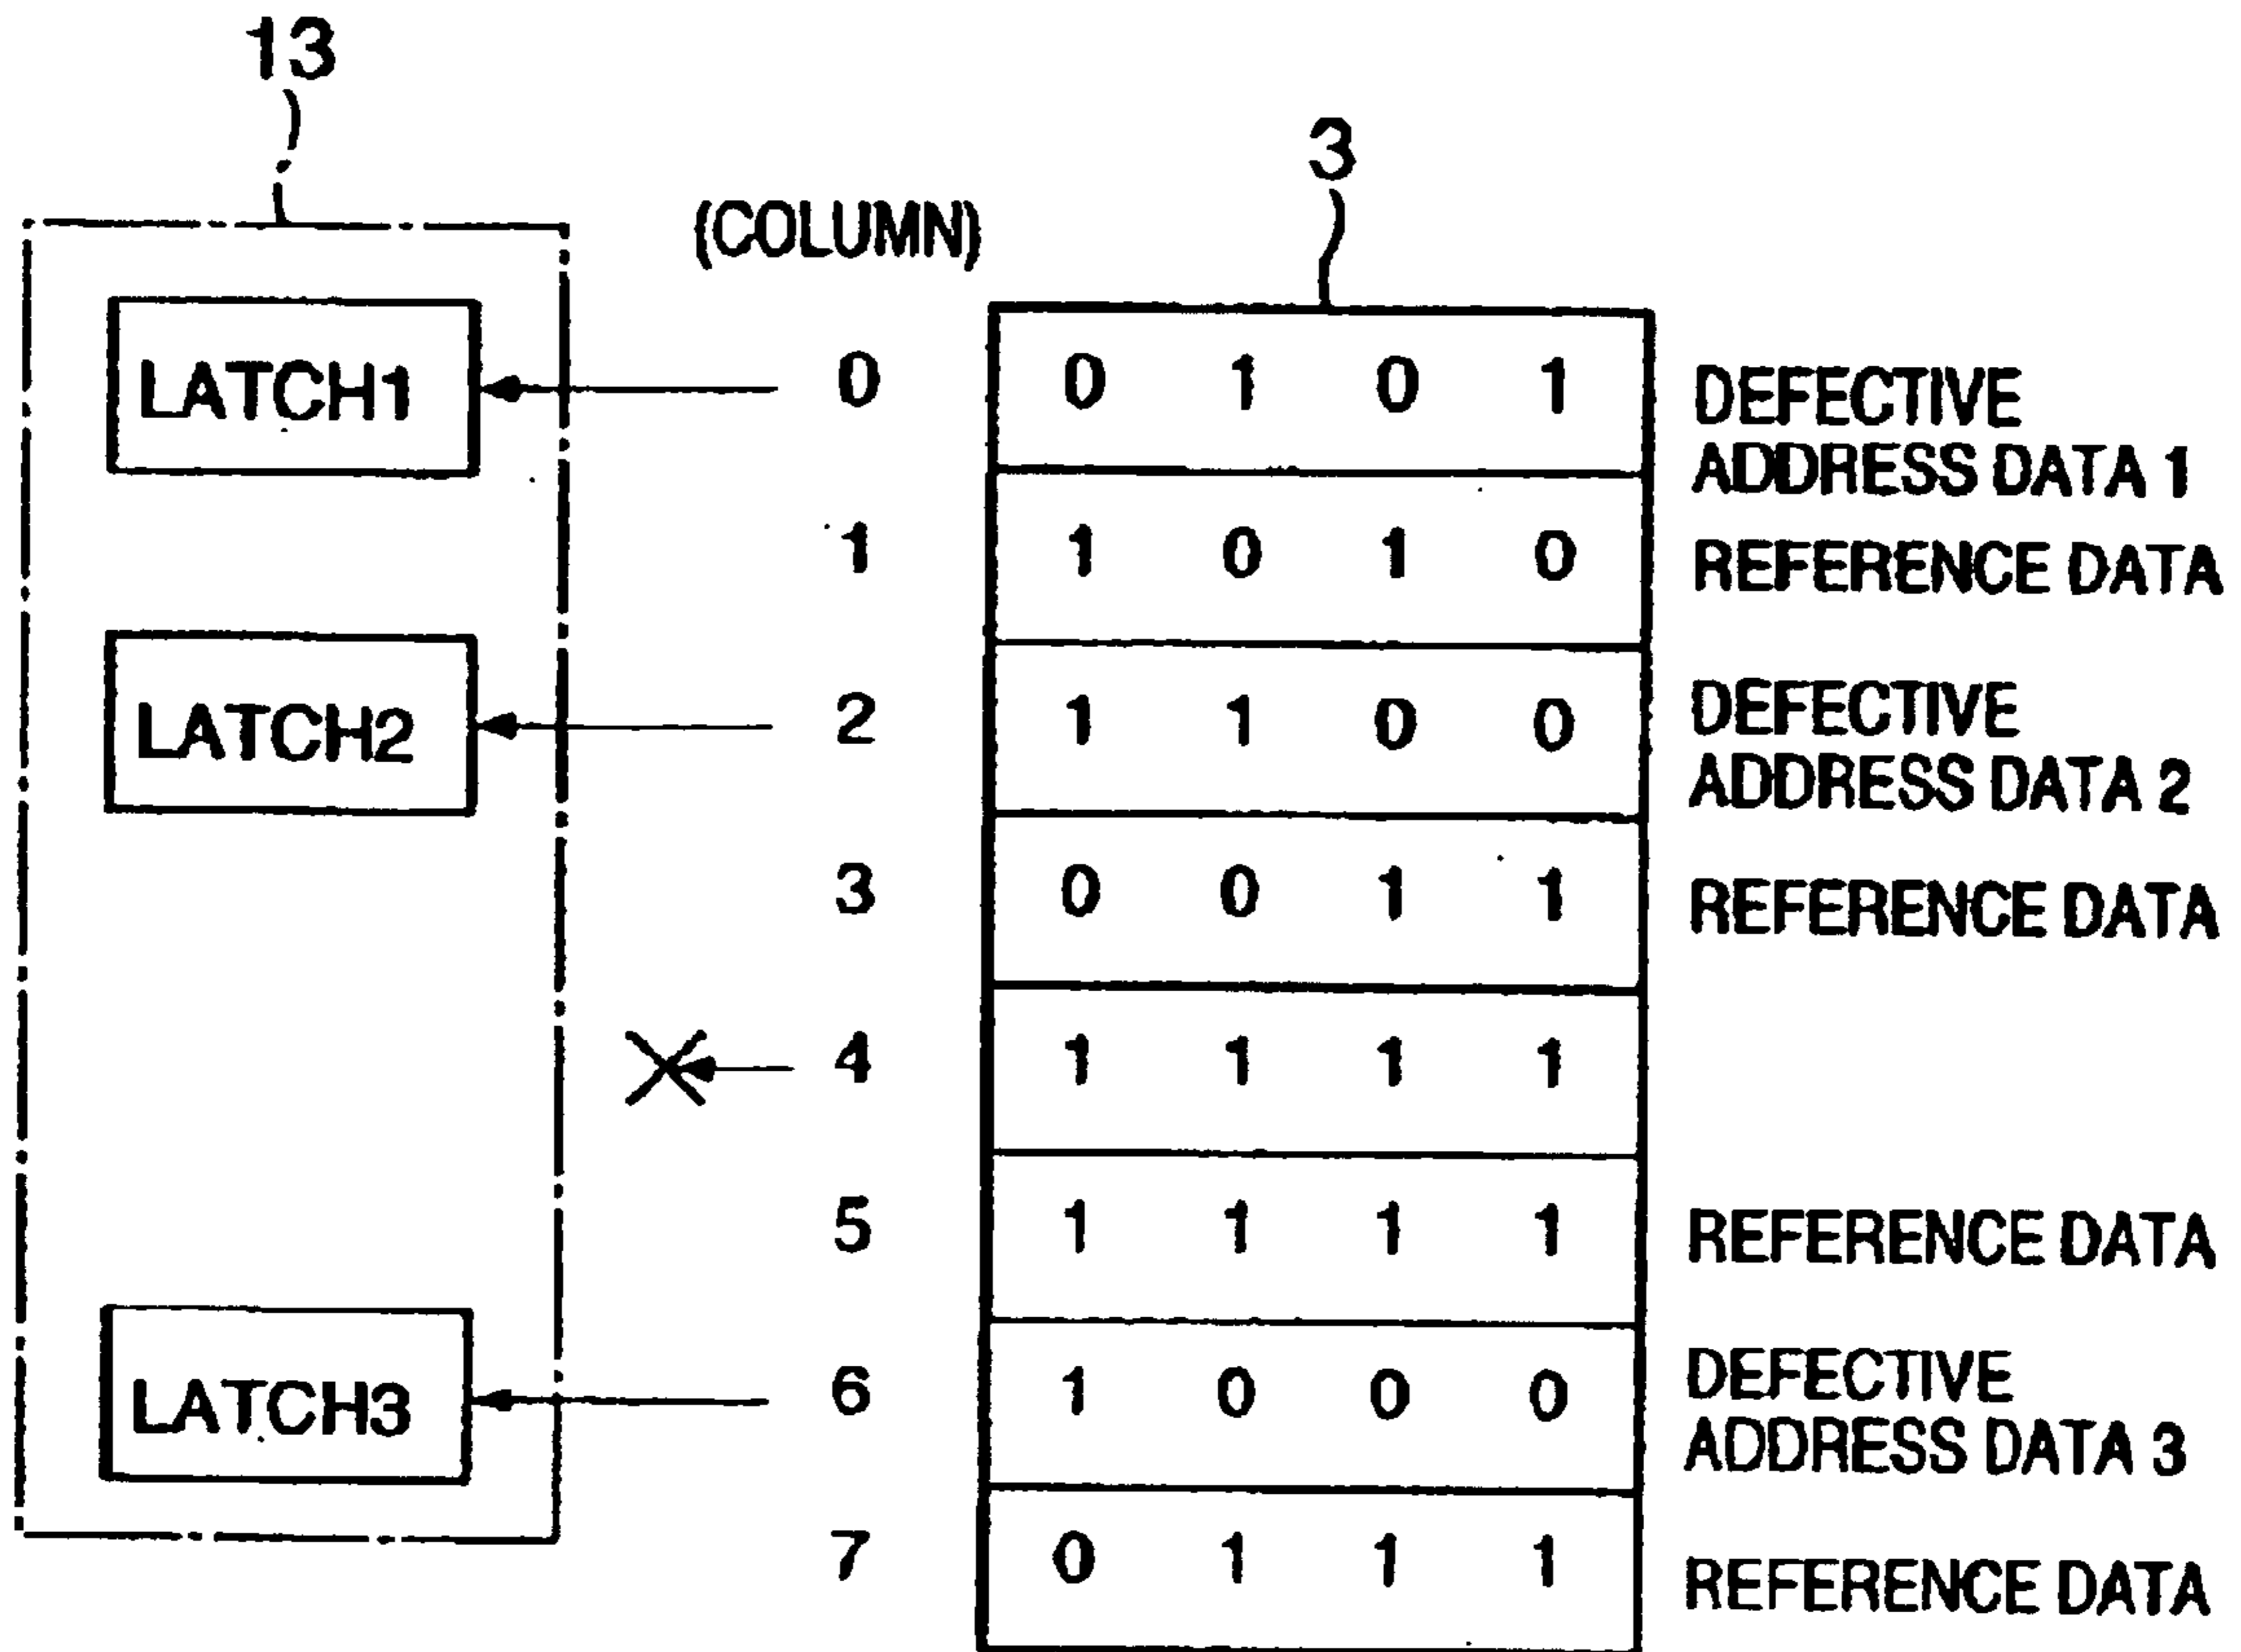 13
3
(COLUMN)
LATCH1
0
0 1 0 1
DEFECTIVE
ADDRESS DATA 1
1
1 0 1 0
REFERENCE DATA
LATCH2
2
1 1 0 0
DEFECTIVE
ADDRESS DATA 2
3
0 0 1 1
REFERENCE DATA
4
1 1 1 1
5
1 1 1 1
REFERENCE DATA
LATCH3
6
1 0 0 0
DEFECTIVE
ADDRESS DATA 3
7
0 1 1 1
REFERENCE DATA